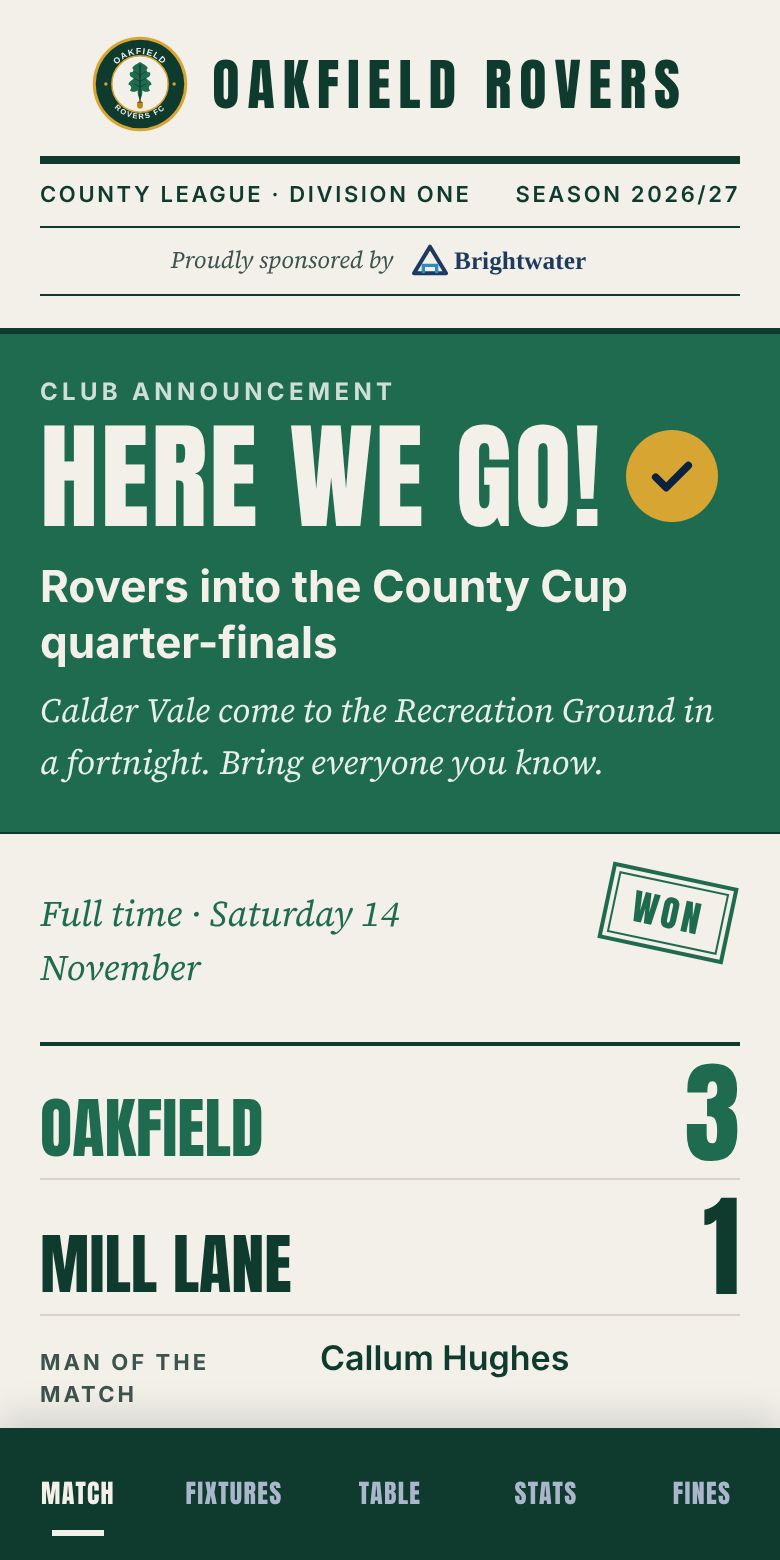 OAKFIELD
ROVERS FC
OAKFIELD ROVERS
COUNTY LEAGUE · DIVISION ONE
SEASON 2026/27
Proudly sponsored by
Brightwater
CLUB ANNOUNCEMENT
HERE WE GO!
Rovers into the County Cup
quarter-finals
Calder Vale come to the Recreation Ground in
a fortnight. Bring everyone you know.
Full time · Saturday 14
November
WON
OAKFIELD 3
MILL LANE 1
MAN OF THE
MATCH
Callum Hughes
MATCH FIXTURES TABLE STATS FINES